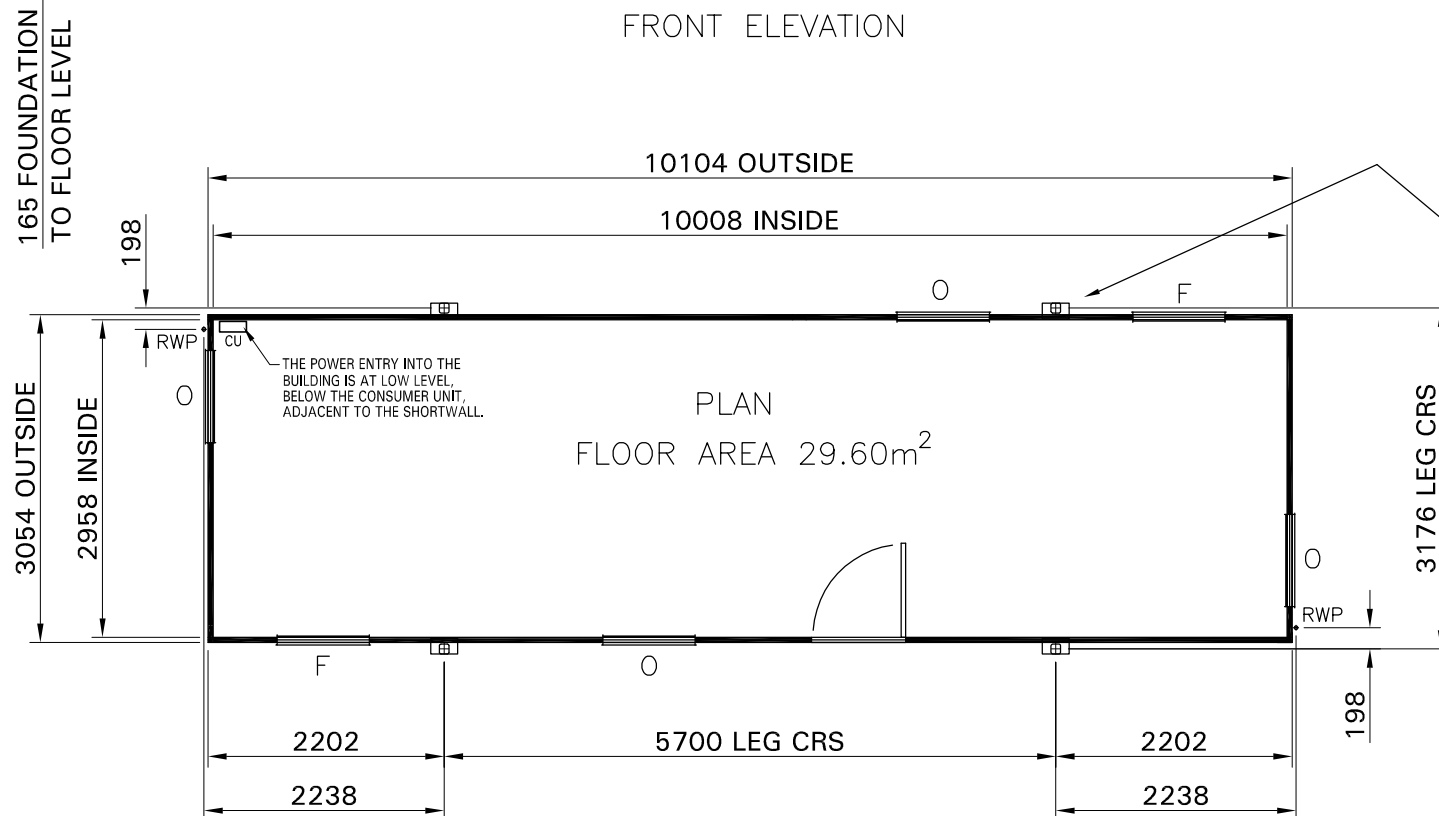 FRONT ELEVATION
165 FOUNDATION
TO FLOOR LEVEL
10104 OUTSIDE
10008 INSIDE
198
O
F
RWP
CU
THE POWER ENTRY INTO THE
BUILDING IS AT LOW LEVEL,
BELOW THE CONSUMER UNIT,
ADJACENT TO THE SHORTWALL.
O
3054 OUTSIDE
2958 INSIDE
PLAN
FLOOR AREA 29.60m²
3176 LEG CRS
O
RWP
F
O
198
2202
5700 LEG CRS
2202
2238
2238